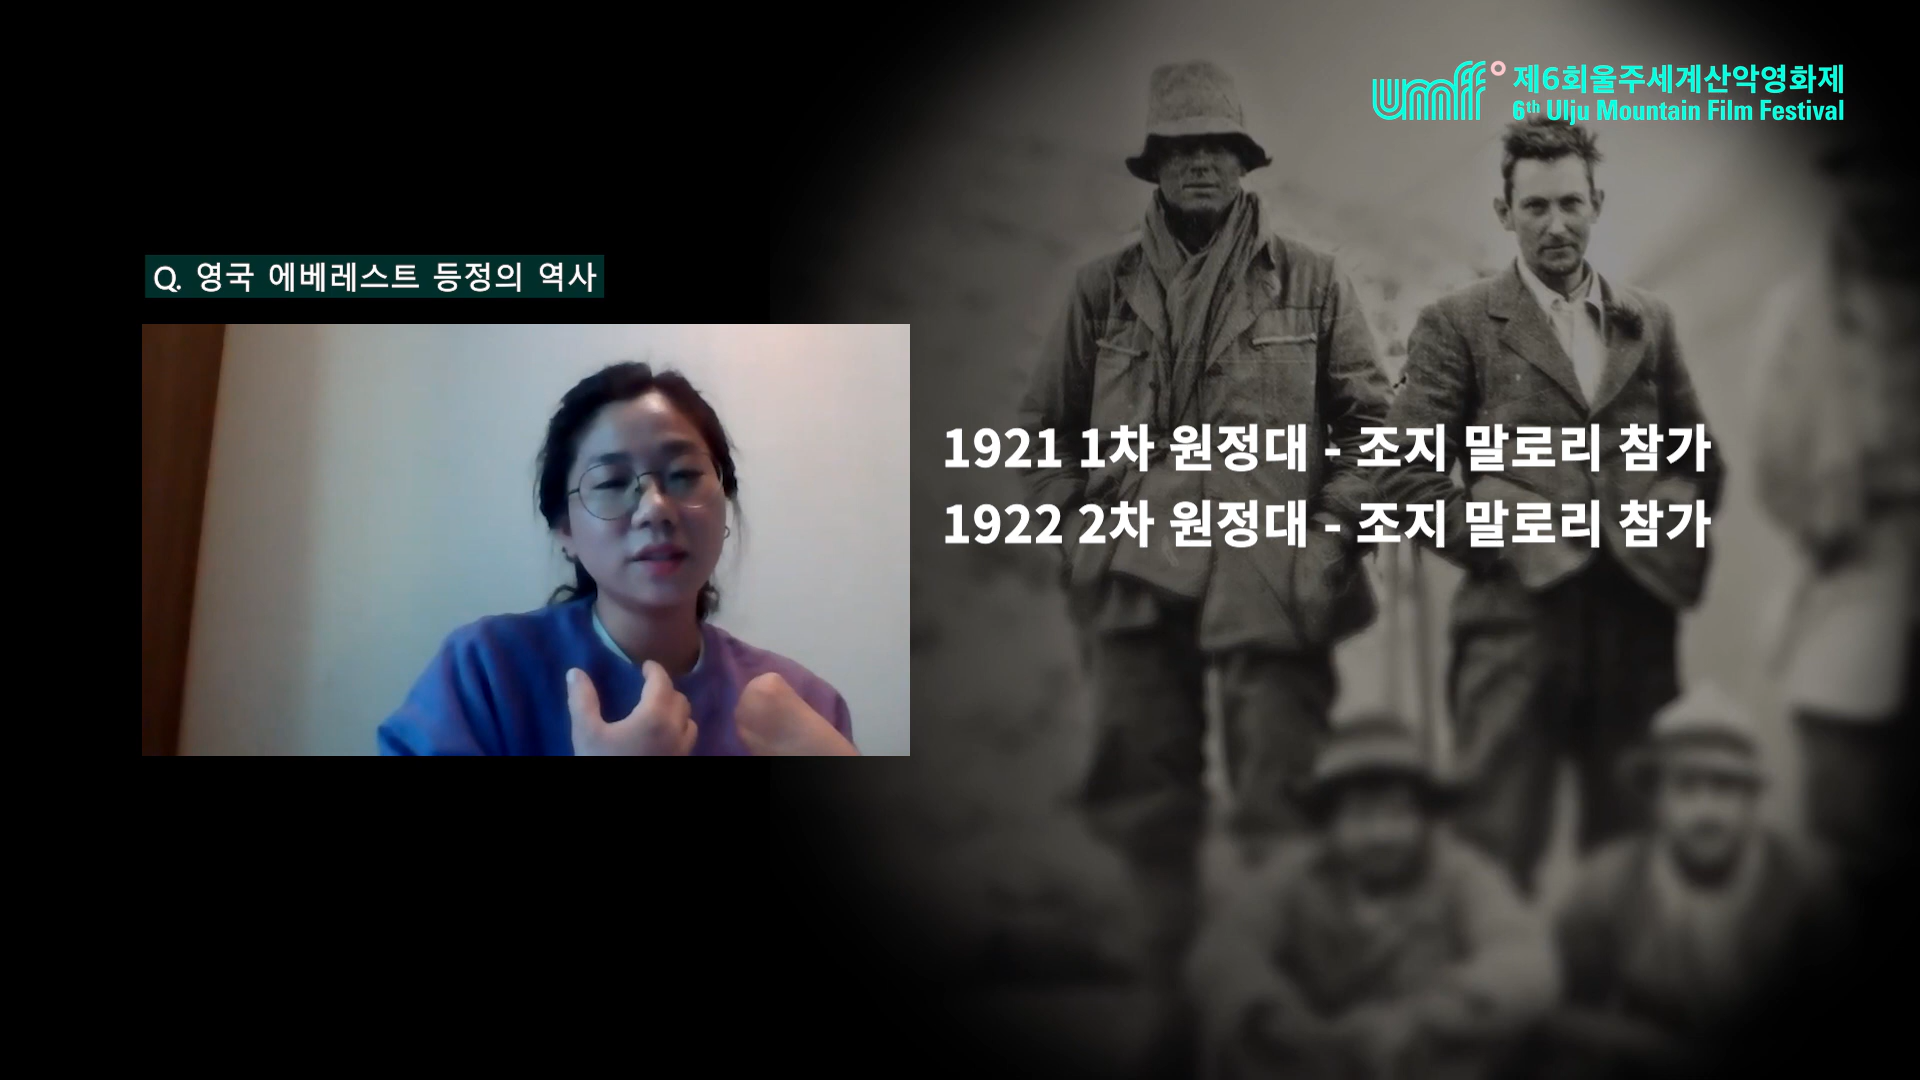 umff 제6회울주세계산악영화제
6th Ulju Mountain Film Festival
Q. 영국 에베레스트 등정의 역사
1921 1차 원정대 - 조지 말로리 참가
1922 2차 원정대 - 조지 말로리 참가